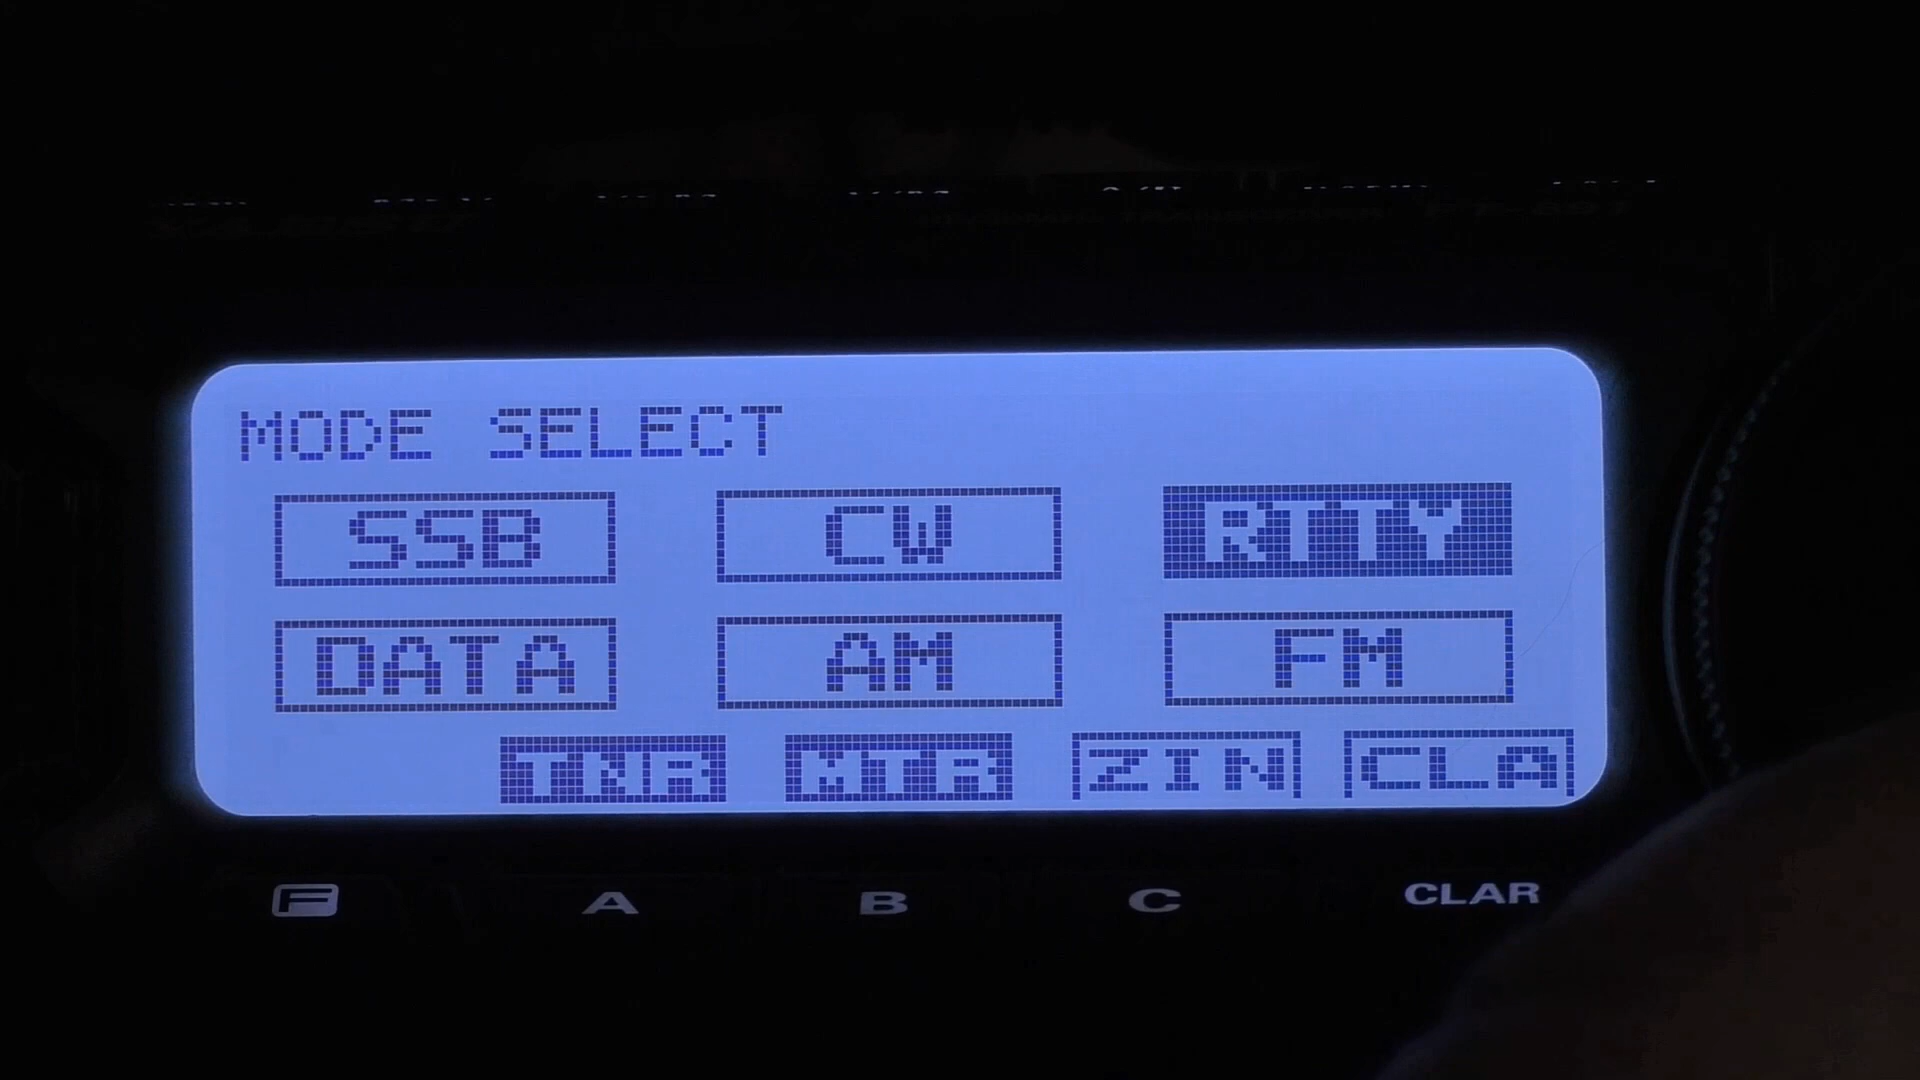 MODE SELECT
SSB CW RTTY
DATA AM FM
TNR MTR ZIN CLA
F A B C CLAR